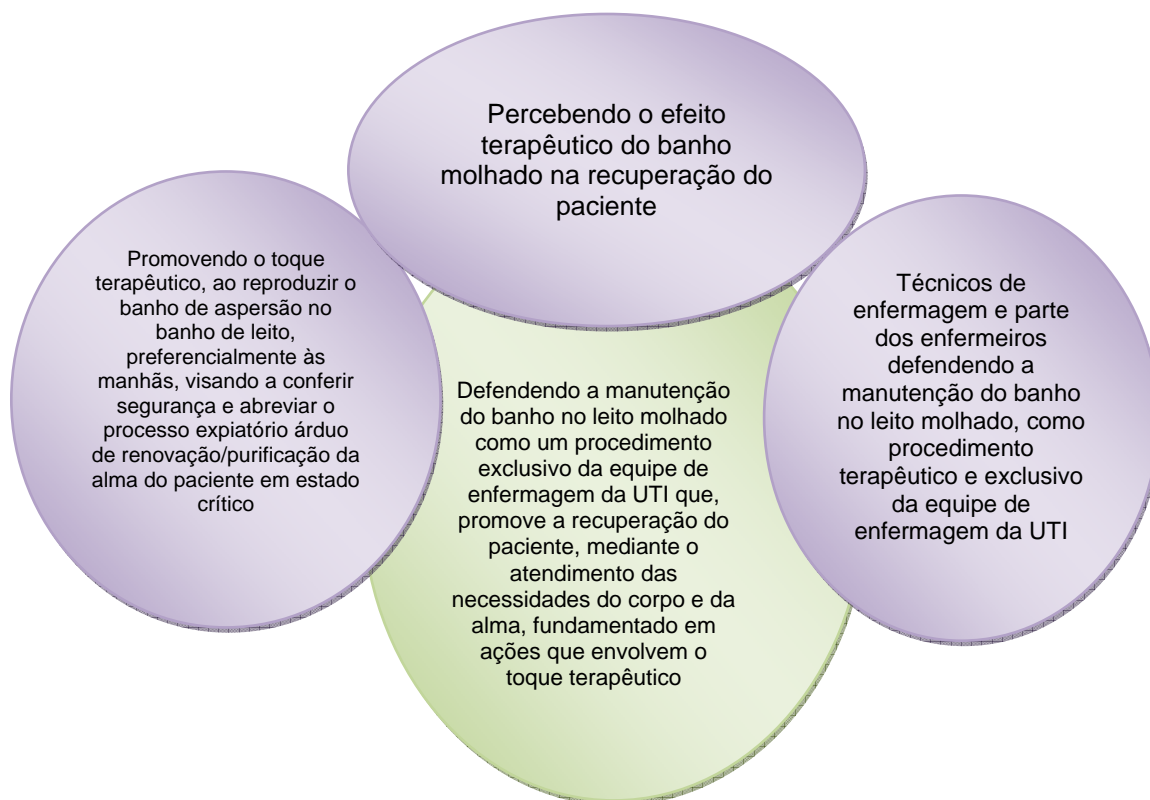 Percebendo o efeito
terapêutico do banho
molhado na recuperação do
paciente
Promovendo o toque
terapêutico, ao reproduzir o
banho de aspersão no
banho de leito,
preferencialmente às
manhãs, visando a conferir
segurança e abreviar o
processo expiatório árduo
de renovação/purificação da
alma do paciente em estado
crítico
Defendendo a manutenção
do banho no leito molhado
como um procedimento
exclusivo da equipe de
enfermagem da UTI que,
promove a recuperação do
paciente, mediante o
atendimento das
necessidades do corpo e da
alma, fundamentado em
ações que envolvem o
toque terapêutico
Técnicos de
enfermagem e parte
dos enfermeiros
defendendo a
manutenção do banho
no leito molhado, como
procedimento
terapêutico e exclusivo
da equipe de
enfermagem da UTI